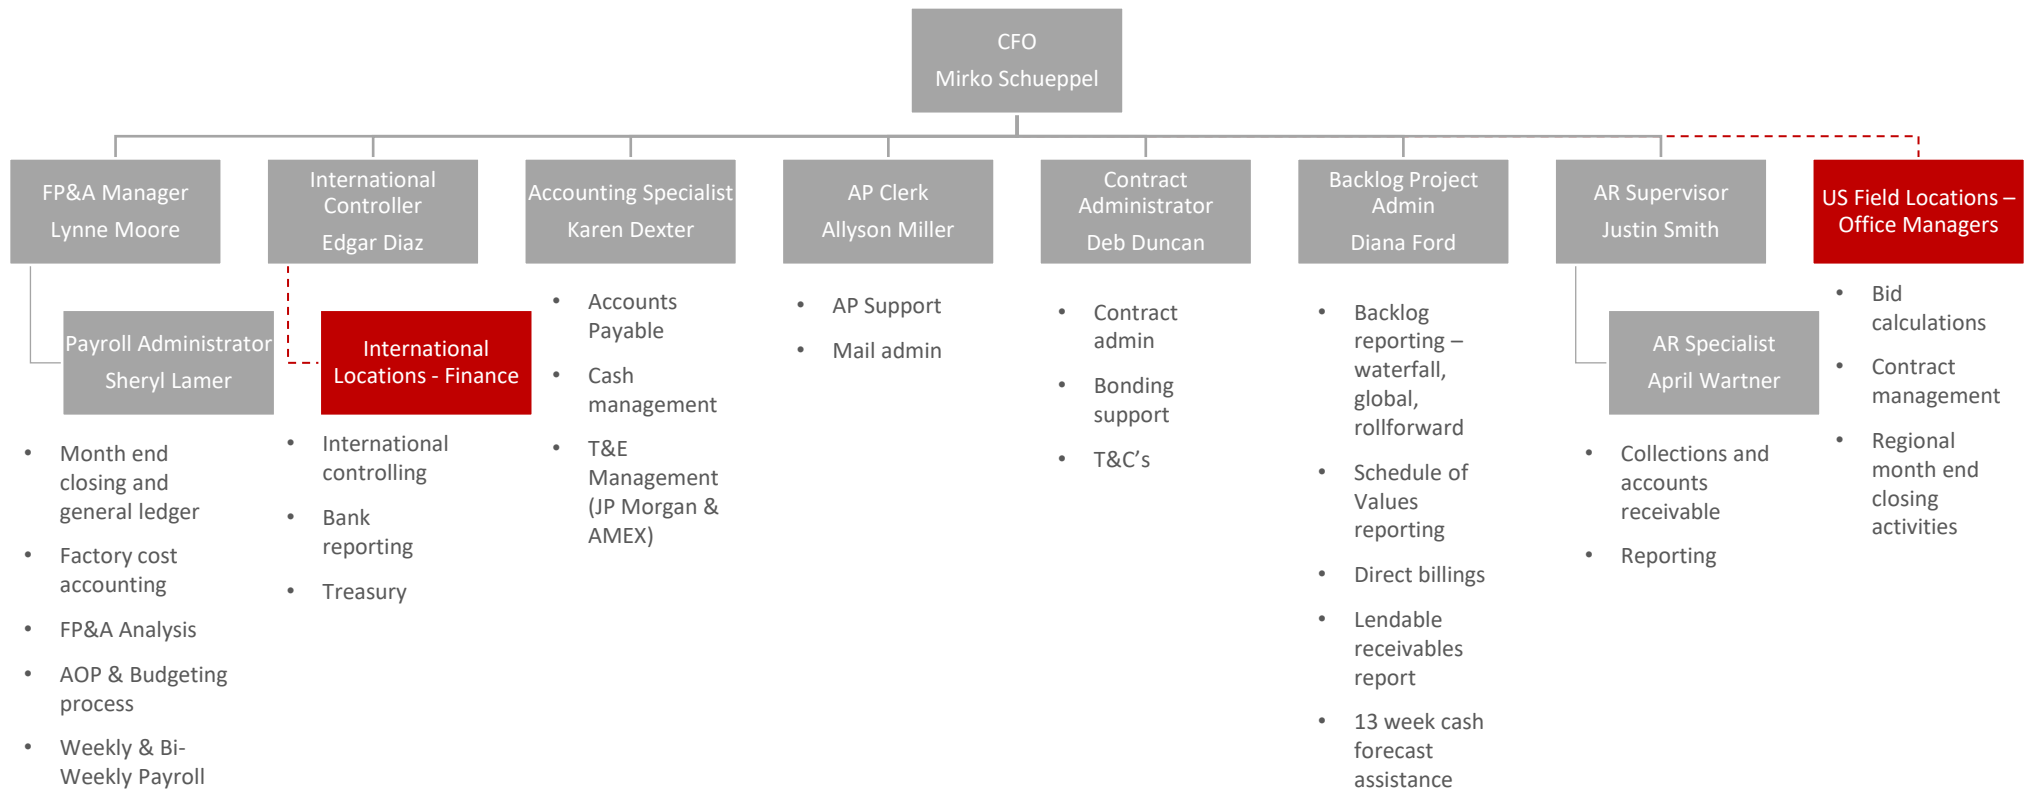 CFO
Mirko Schueppel
FP&A Manager
Lynne Moore
International
Controller
Edgar Diaz
Accounting Specialist
Karen Dexter
AP Clerk
Allyson Miller
Contract
Administrator
Deb Duncan
Backlog Project
Admin
Diana Ford
AR Supervisor
Justin Smith
US Field Locations –
Office Managers
Payroll Administrator
Sheryl Lamer
International
Locations - Finance
AR Specialist
April Wartner
• Month end
closing and
general ledger
• Factory cost
accounting
• FP&A Analysis
• AOP & Budgeting
process
• Weekly & Bi-
Weekly Payroll
• International
controlling
• Bank
reporting
• Treasury
• Accounts
Payable
• Cash
management
• T&E
Management
(JP Morgan &
AMEX)
• AP Support
• Mail admin
• Contract
admin
• Bonding
support
• T&C’s
• Backlog
reporting –
waterfall,
global,
rollforward
• Schedule of
Values
reporting
• Direct billings
• Lendable
receivables
report
• 13 week cash
forecast
assistance
• Collections and
accounts
receivable
• Reporting
• Bid
calculations
• Contract
management
• Regional
month end
closing
activities